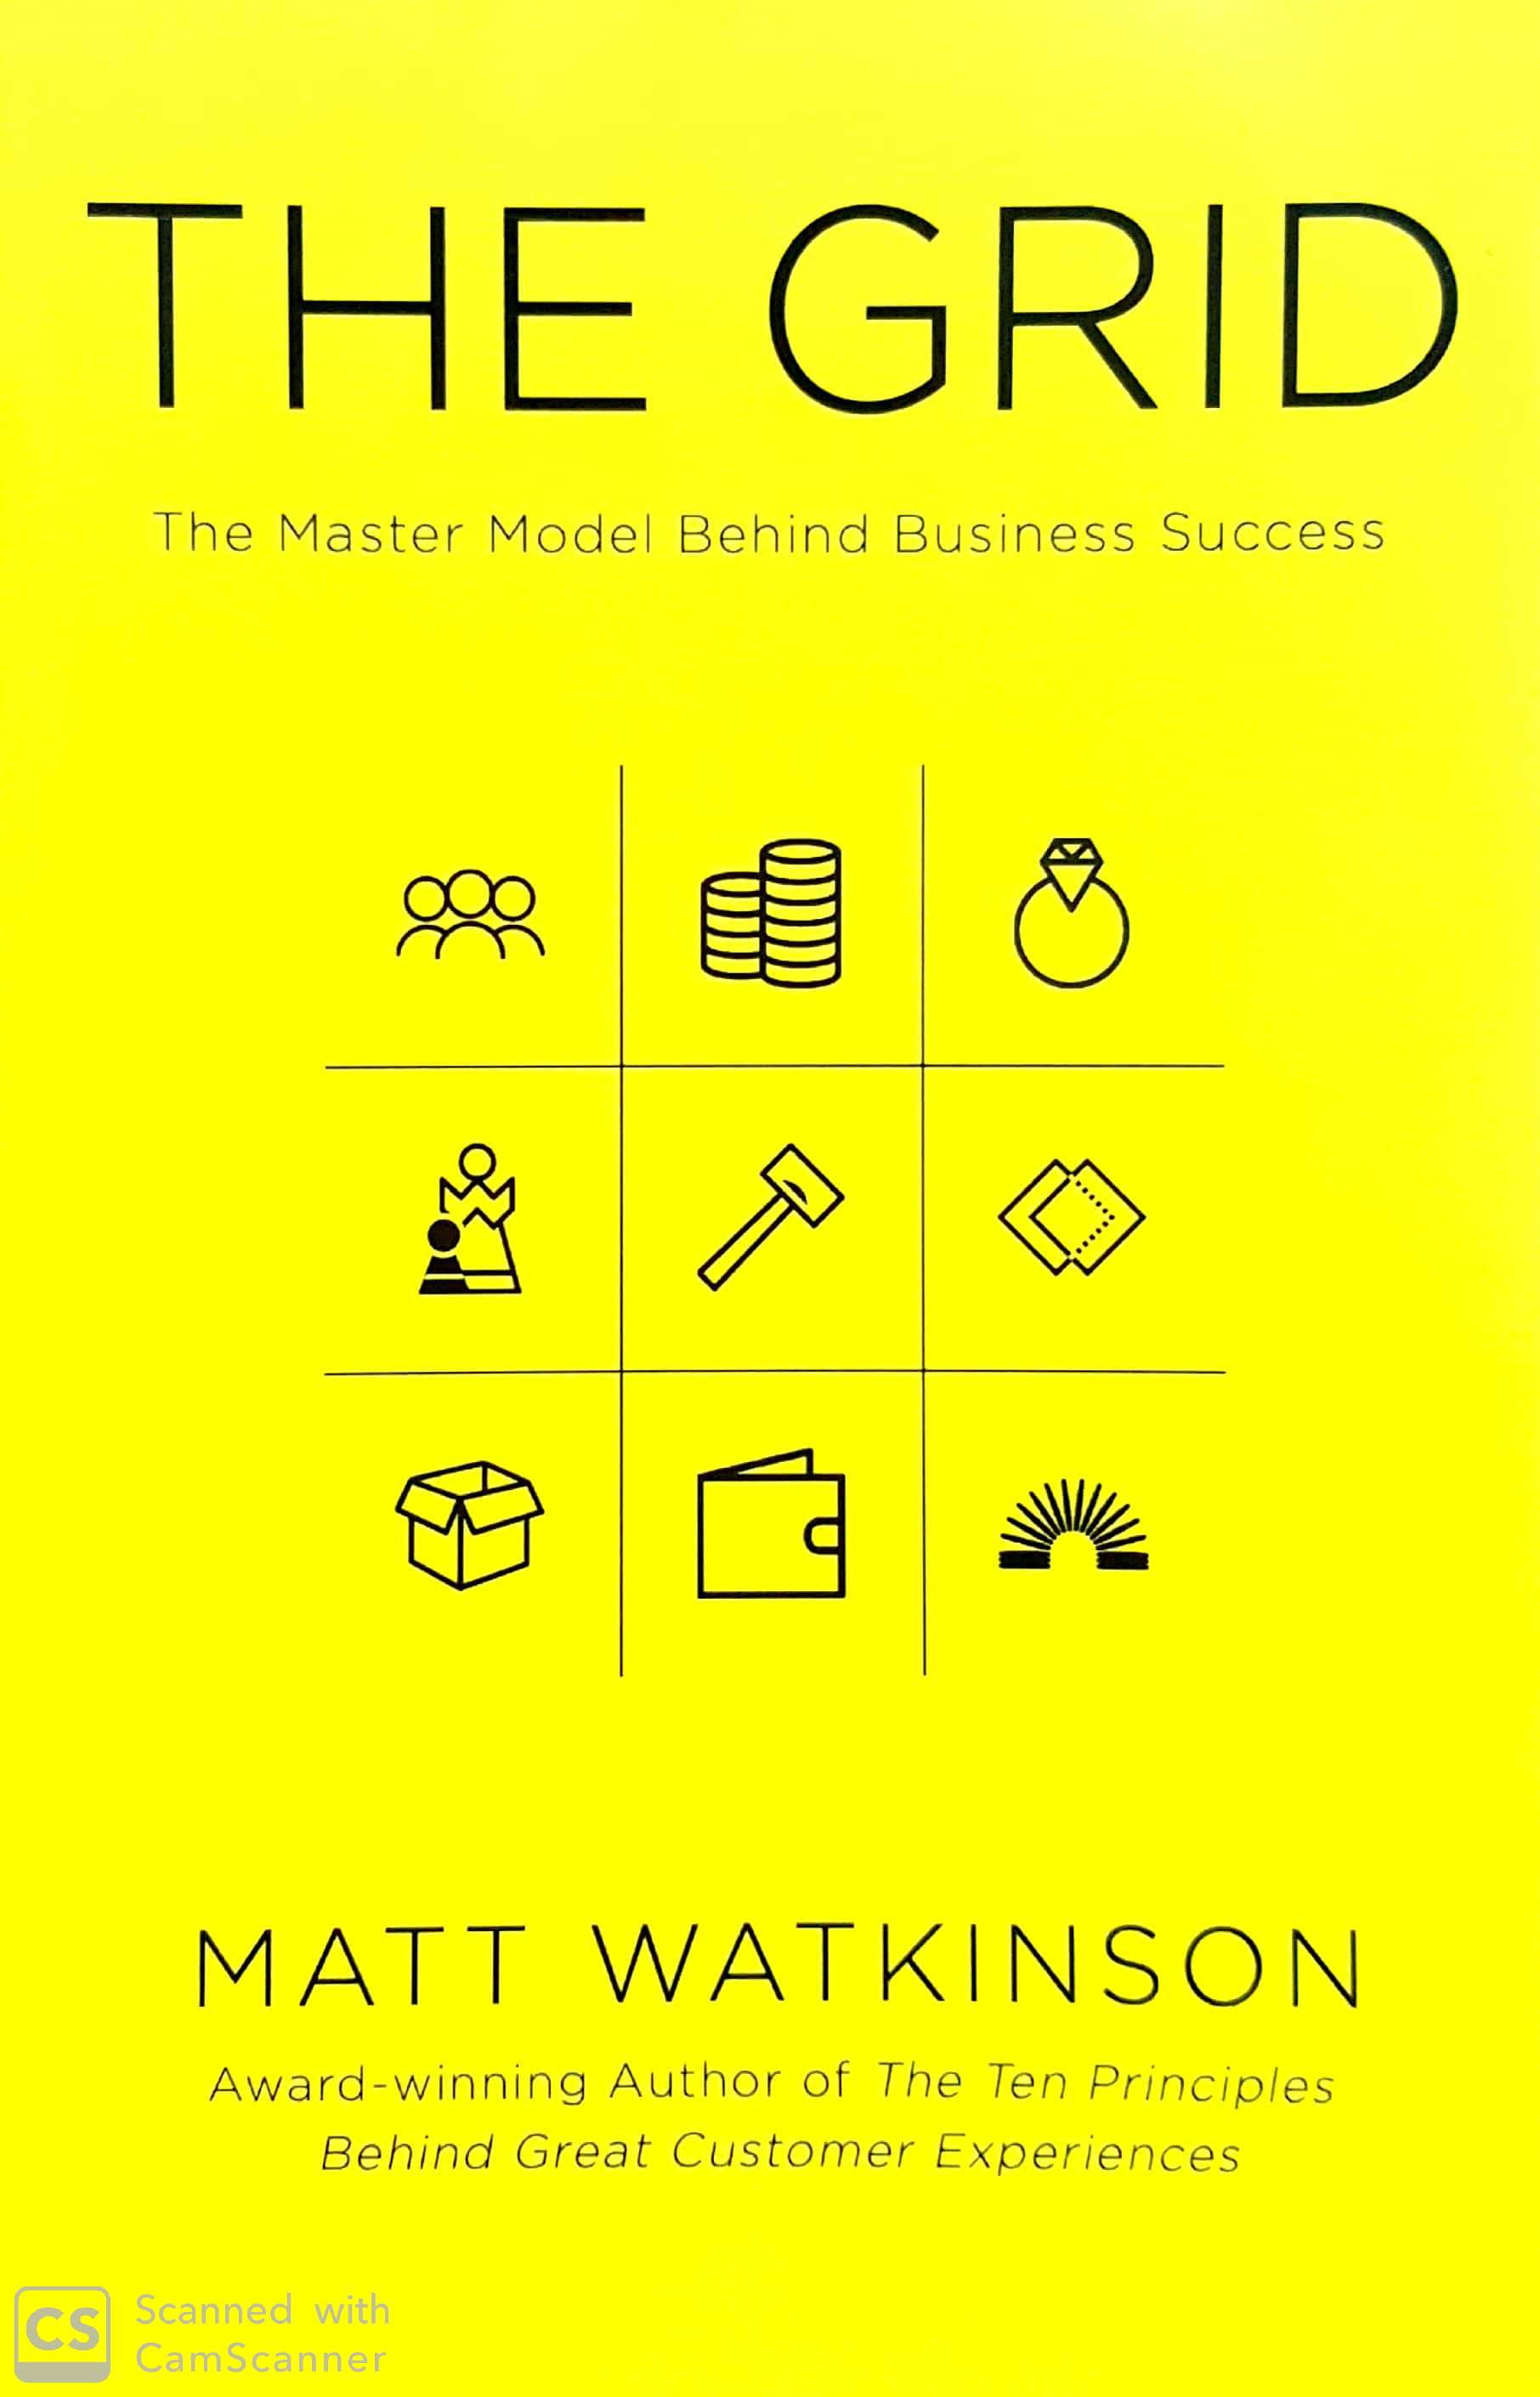 THE GRID
The Master Model Behind Business Success
MATT WATKINSON
Award-winning Author of The Ten Principles
Behind Great Customer Experiences
CS
Scanned with
CamScanner